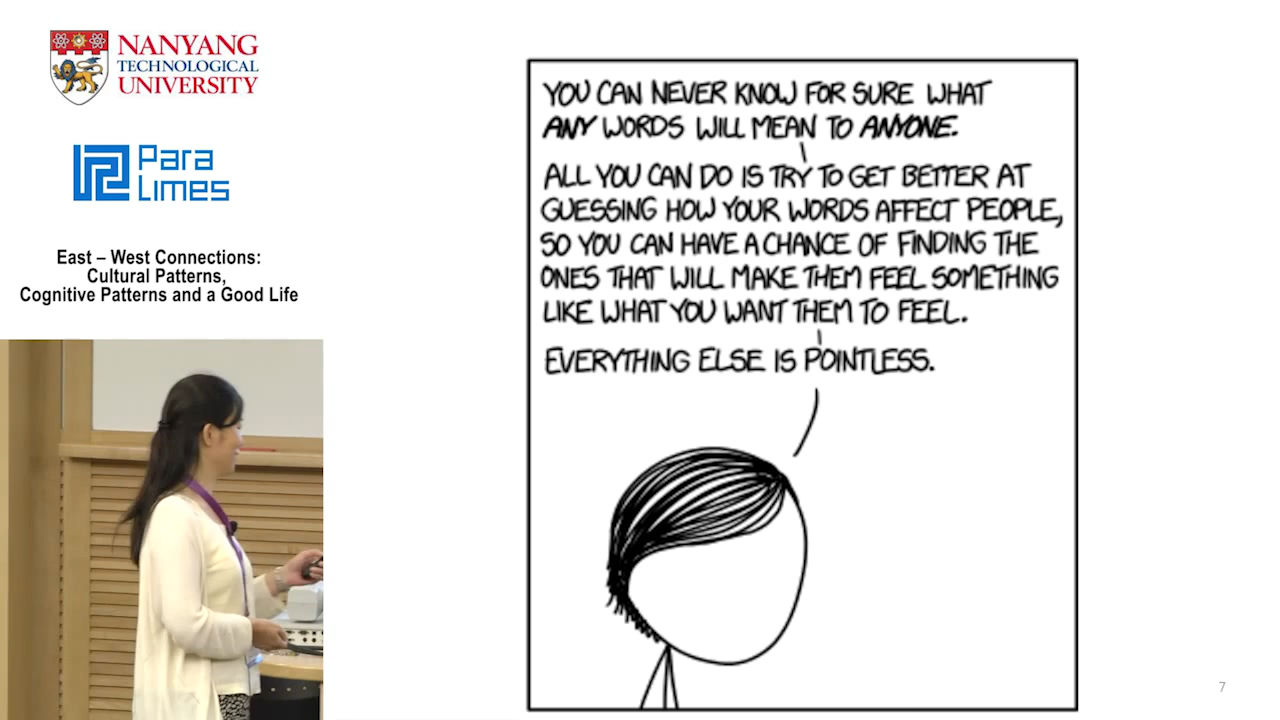 NANYANG
TECHNOLOGICAL
UNIVERSITY
Para
Limes
East – West Connections:
Cultural Patterns,
Cognitive Patterns and a Good Life
YOU CAN NEVER KNOW FOR SURE WHAT
ANY WORDS WILL MEAN TO ANYONE.
ALL YOU CAN DO IS TRY TO GET BETTER AT
GUESSING HOW YOUR WORDS AFFECT PEOPLE,
SO YOU CAN HAVE A CHANCE OF FINDING THE
ONES THAT WILL MAKE THEM FEEL SOMETHING
LIKE WHAT YOU WANT THEM TO FEEL.
EVERYTHING ELSE IS POINTLESS.
7